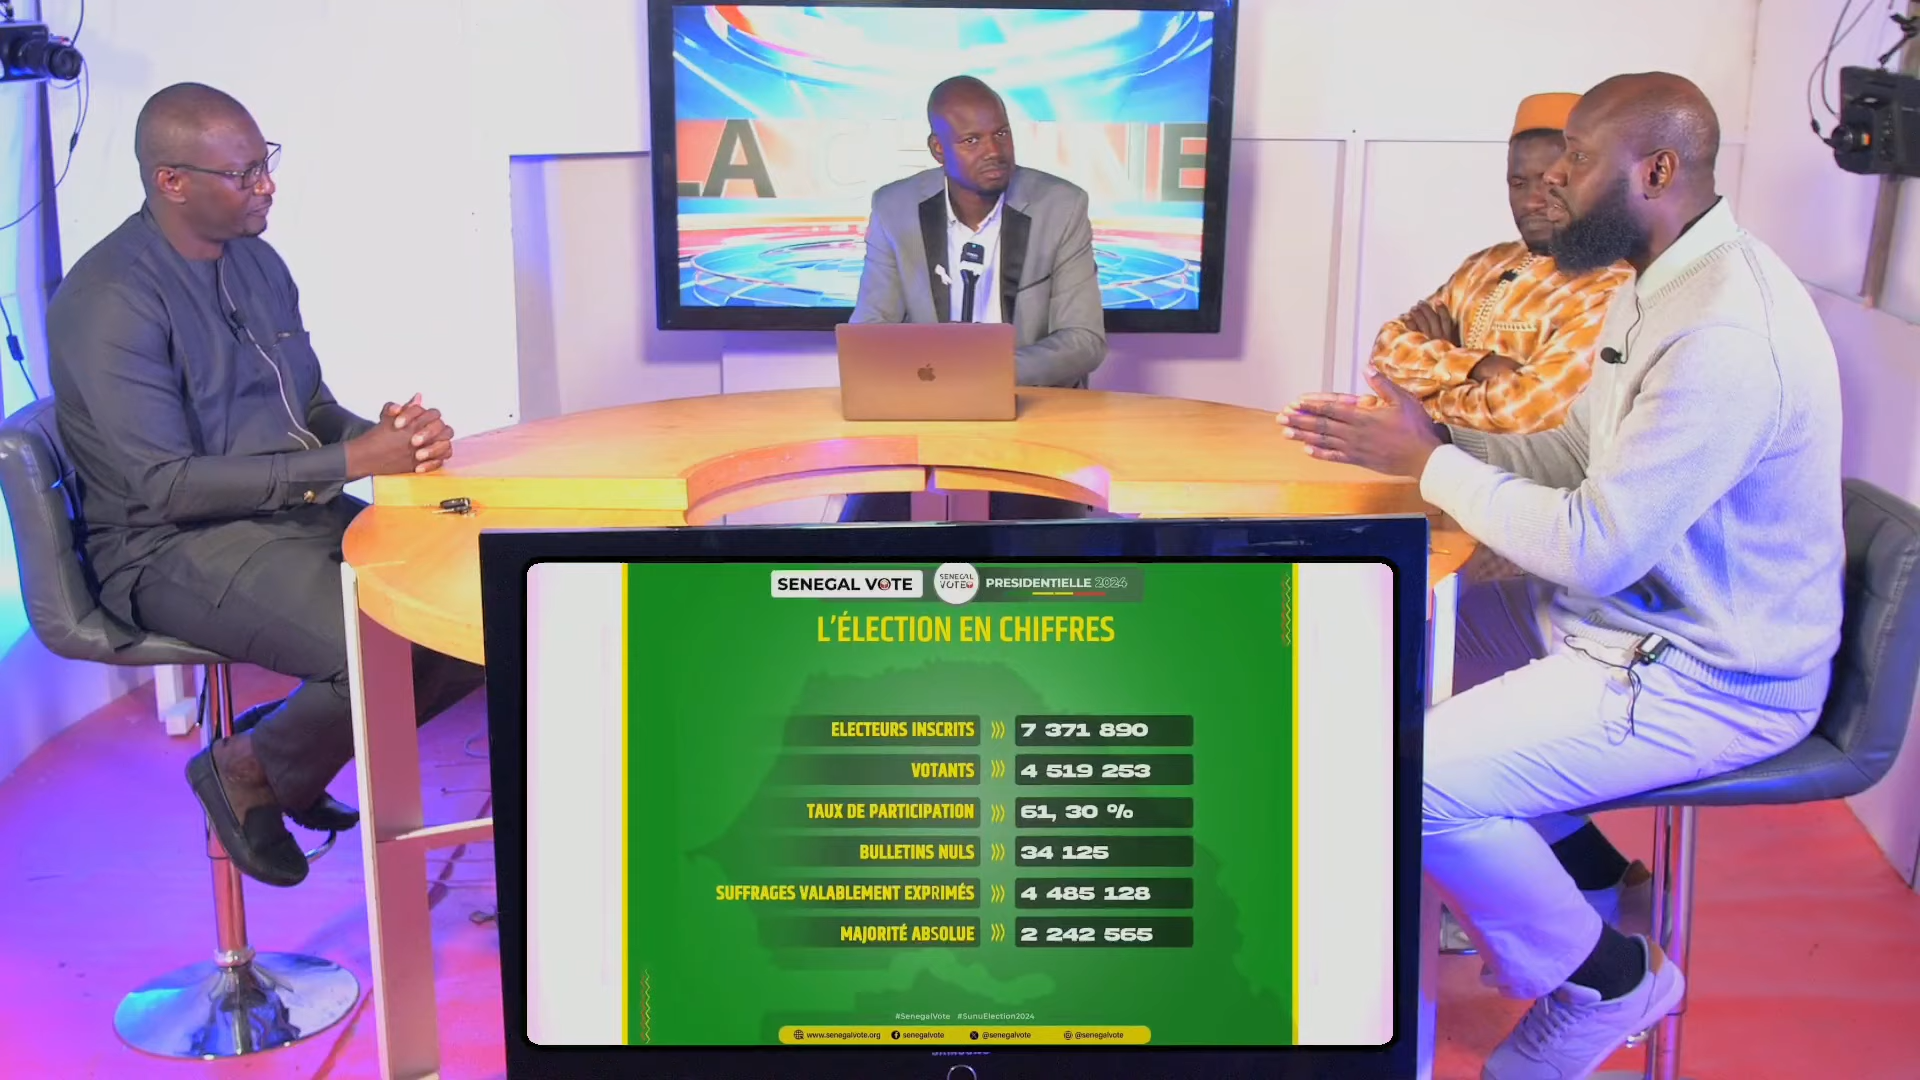 LA
SENEGAL VOTE
SENEGAL
VOTE
PRESIDENTIELLE 2024
L'ÉLECTION EN CHIFFRES
ELECTEURS INSCRITS 7 371 890
VOTANTS 4 519 253
TAUX DE PARTICIPATION 61, 30 %
BULLETINS NULS 34 125
SUFFRAGES VALABLEMENT EXPRIMÉS 4 485 128
MAJORITÉ ABSOLUE 2 242 565
#SenegalVote #SunuElection2024
www.senegalvote.org senegalvote @senegalvote @senegalvote